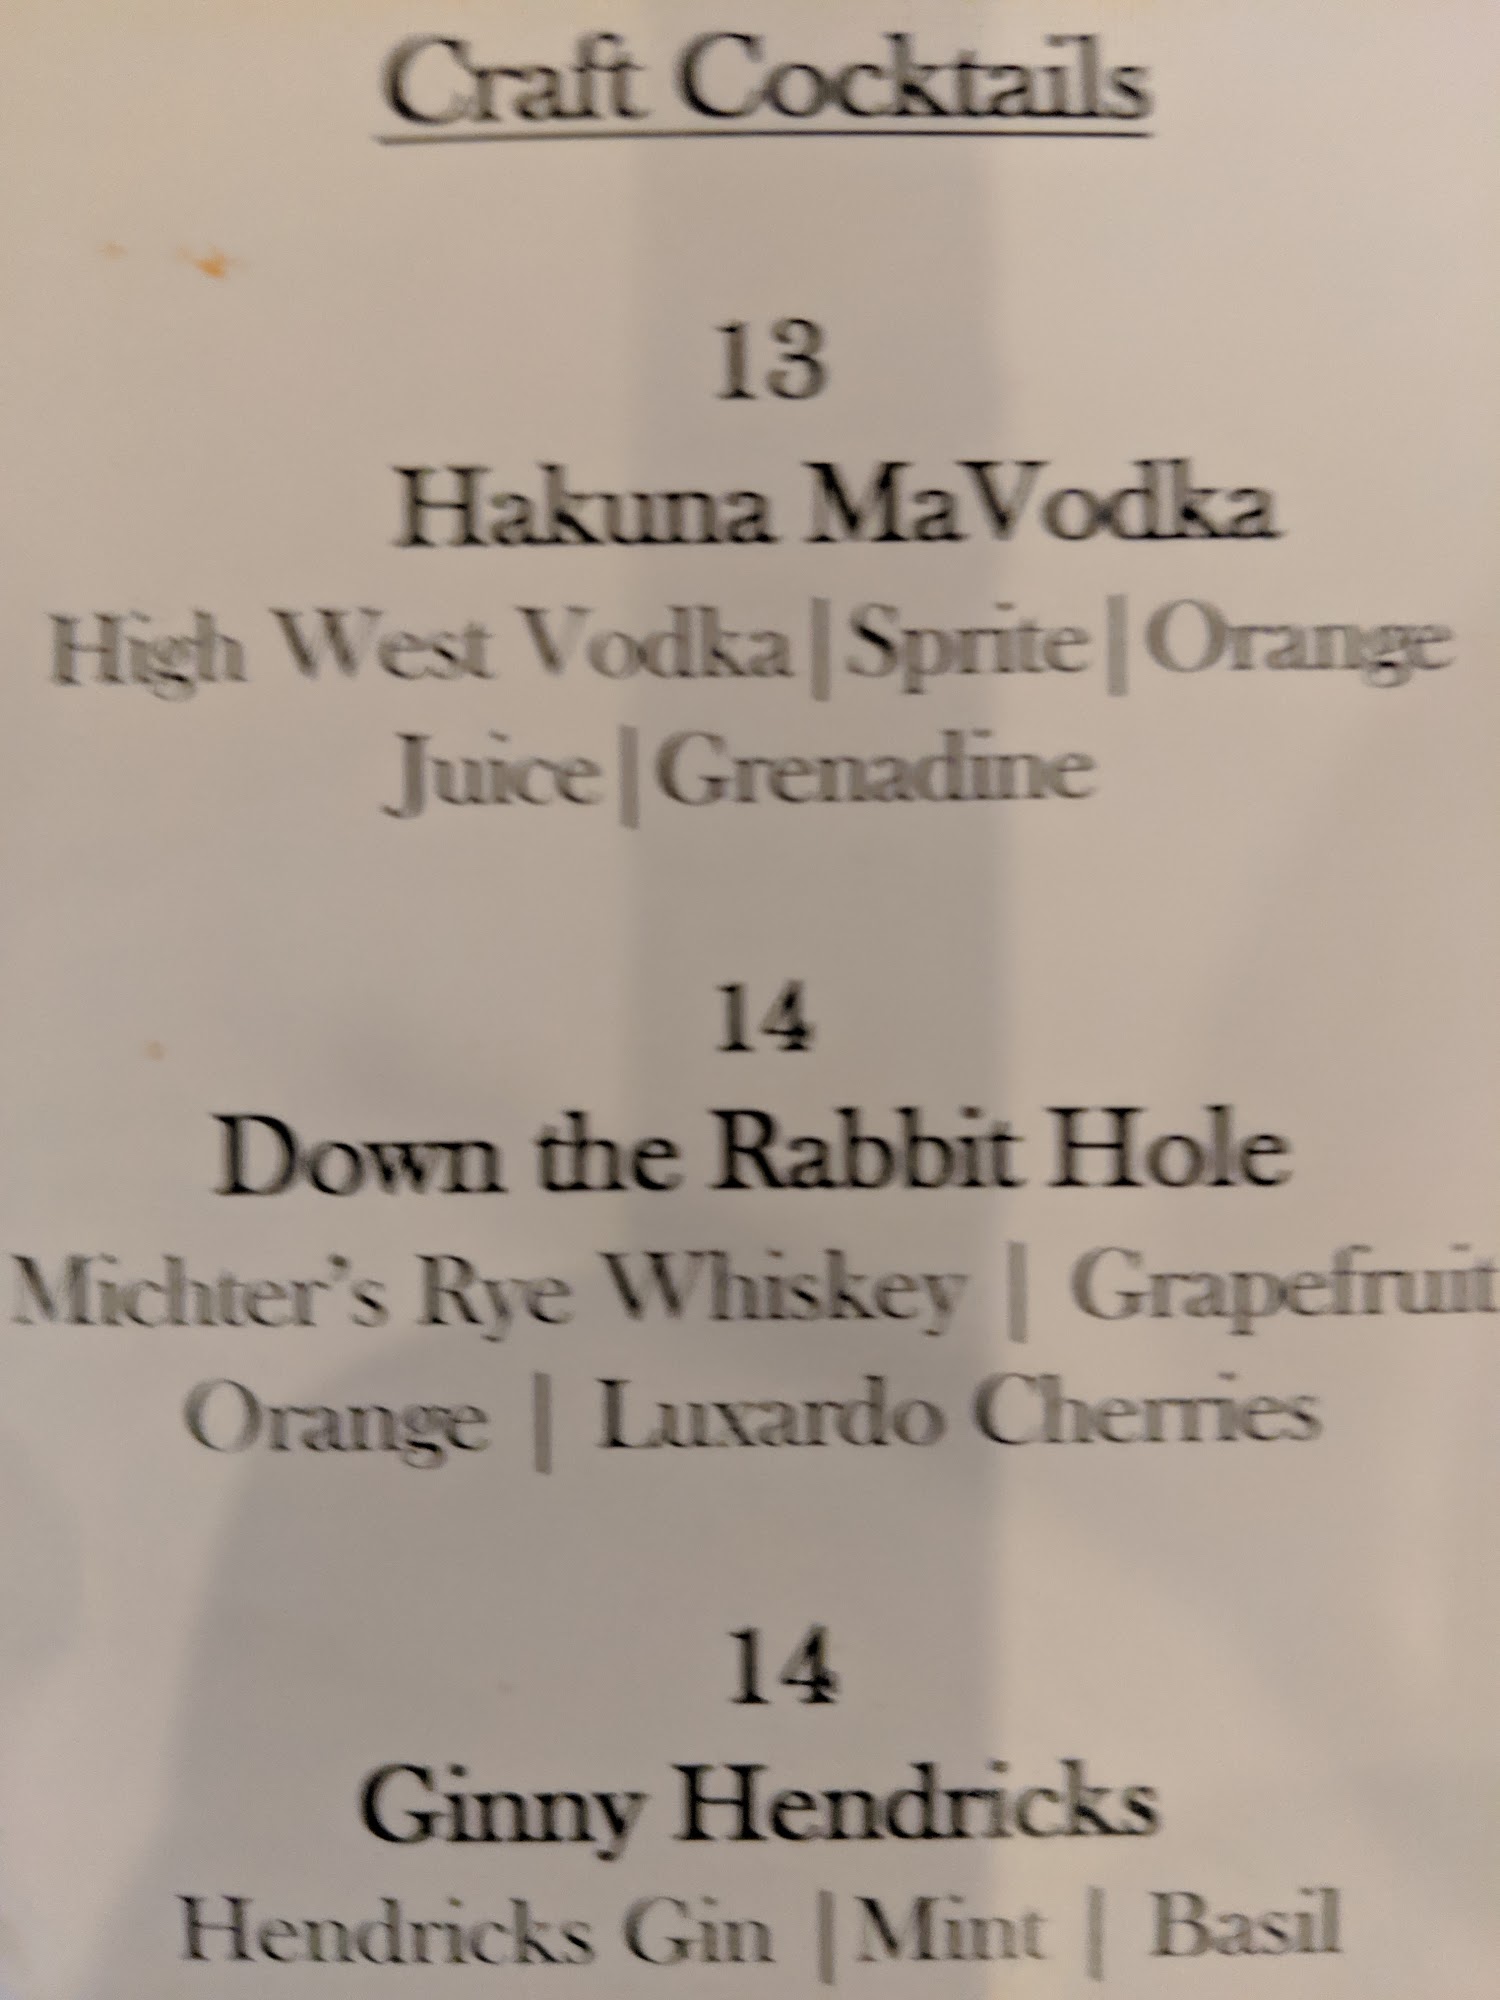 Craft Cocktails
13
Hakuna MaVodka
High West Vodka|Sprite|Orange
Juice|Grenadine
14
Down the Rabbit Hole
Michter's Rye Whiskey | Grapefruit
Orange | Luxardo Cherries
14
Ginny Hendricks
Hendricks Gin |Mint | Basil